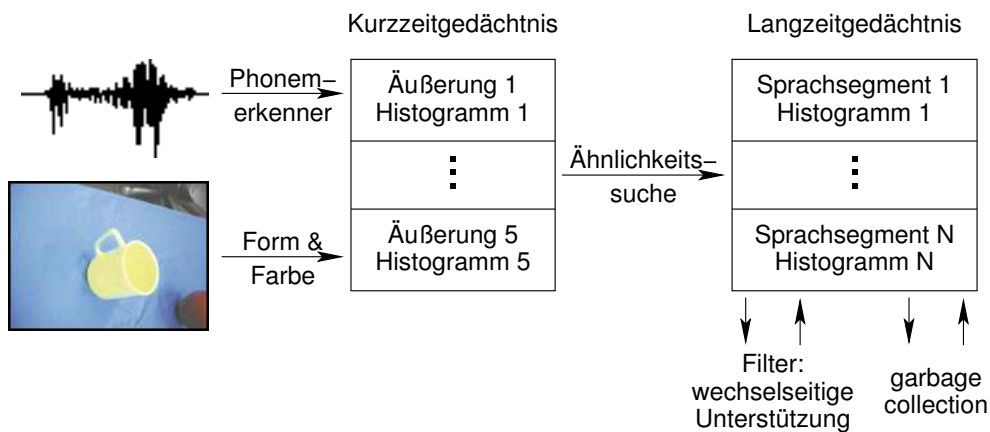 Kurzzeitgedächtnis
Langzeitgedächtnis
Phonem–
erkenner
Äußerung 1
Histogramm 1
Äußerung 5
Histogramm 5
Form &
Farbe
Ähnlichkeits–
suche
Sprachsegment 1
Histogramm 1
Sprachsegment N
Histogramm N
Filter:
wechselseitige
Unterstützung
garbage
collection